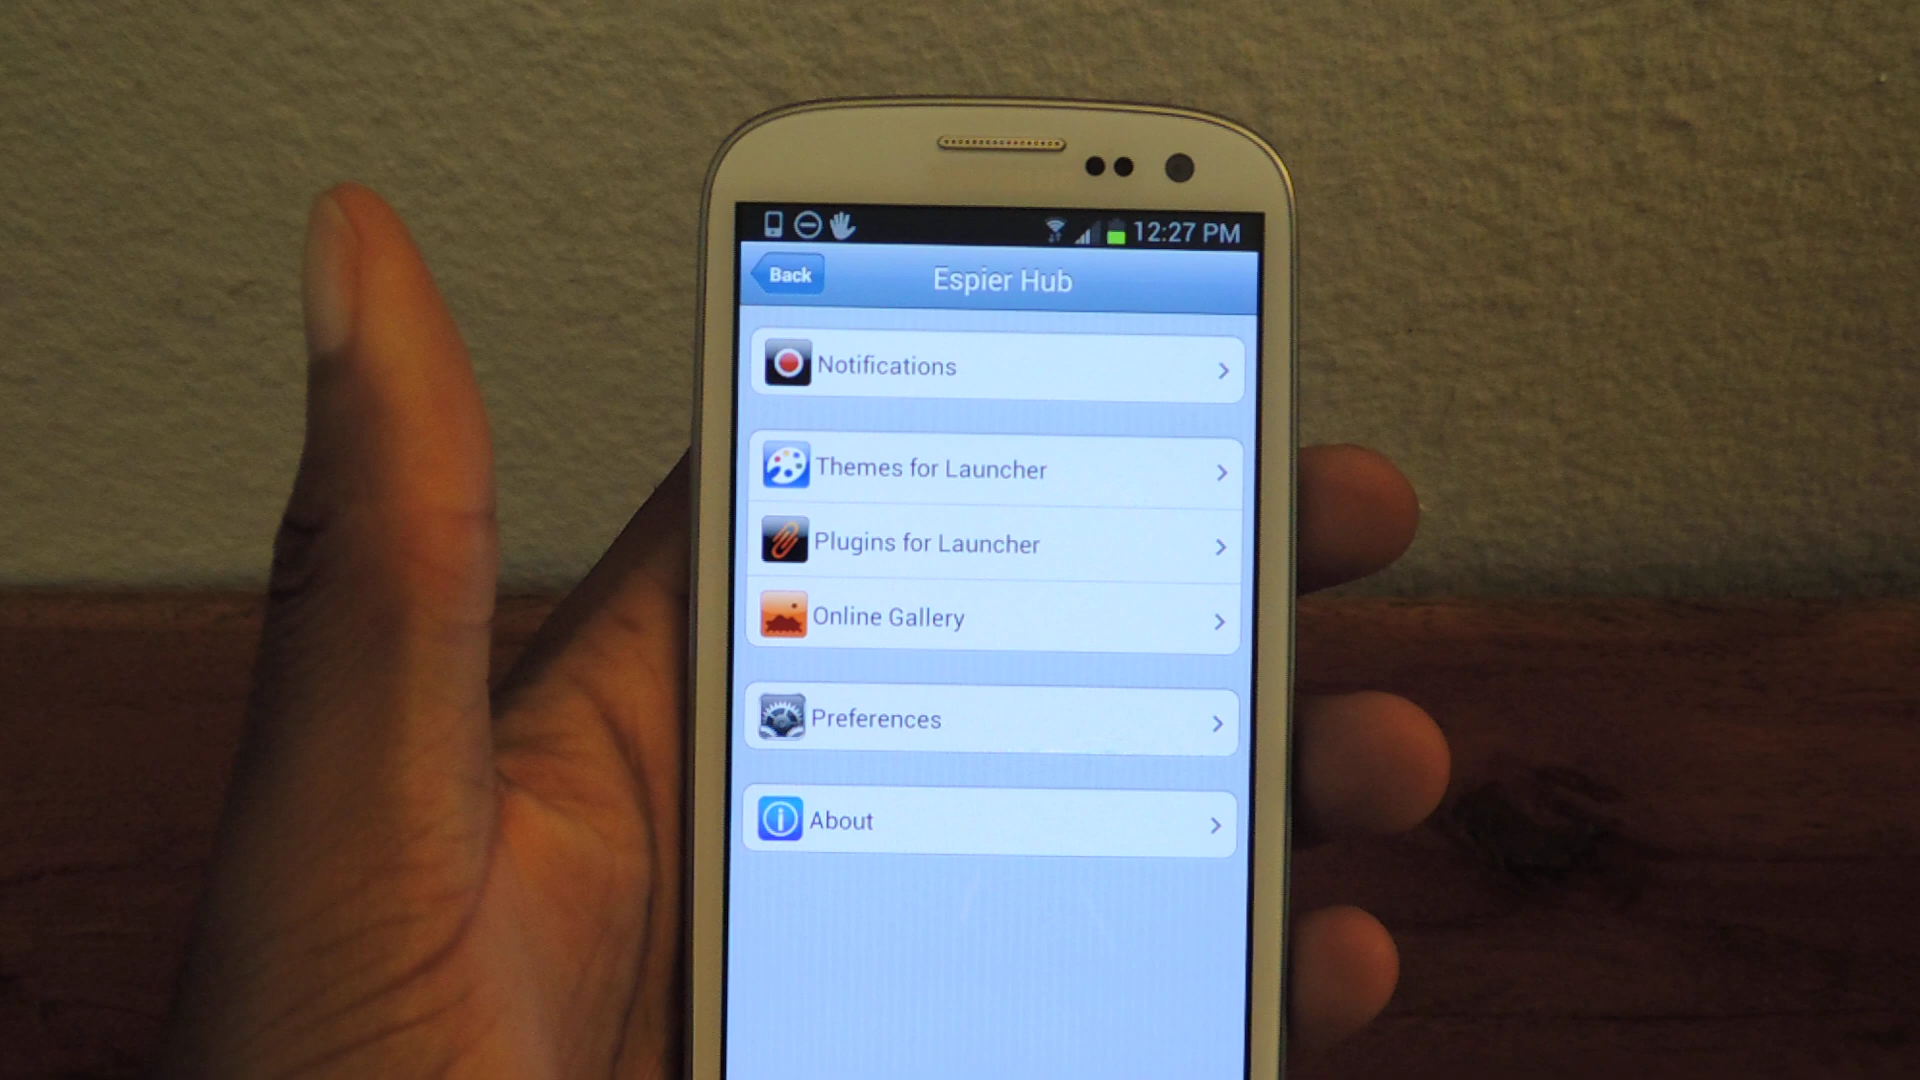 12:27 PM
Back
Espier Hub
Notifications
Themes for Launcher
Plugins for Launcher
Online Gallery
Preferences
About